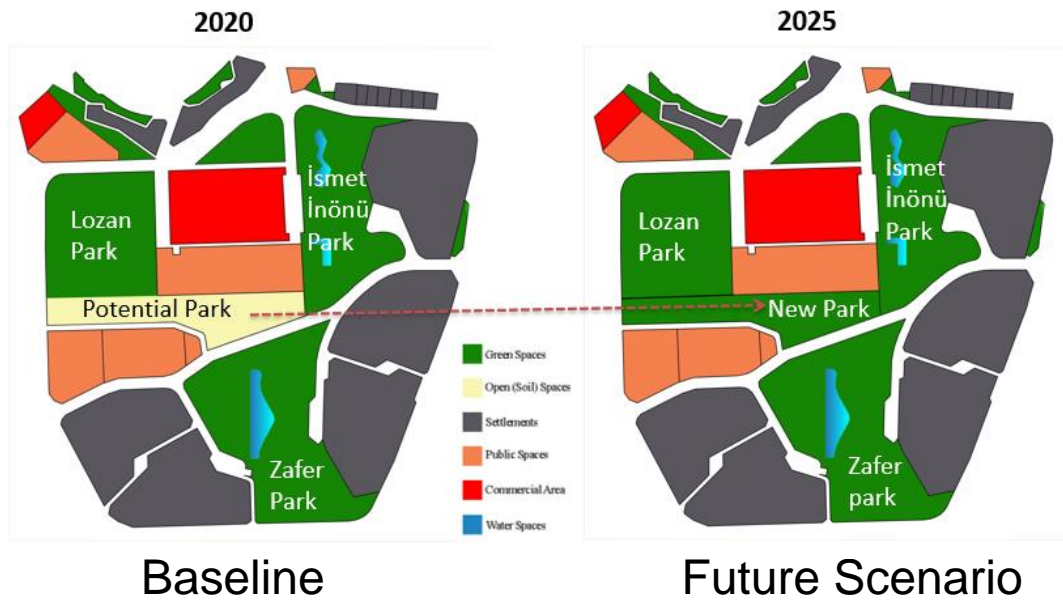 2020
2025
Lozan
Park
İsmet
İnönü
Park
Potential Park
Zafer
Park
Green Spaces
Open (Soil) Spaces
Settlements
Public Spaces
Commercial Area
Water Spaces
Lozan
Park
İsmet
İnönü
Park
New Park
Zafer
park
Baseline
Future Scenario